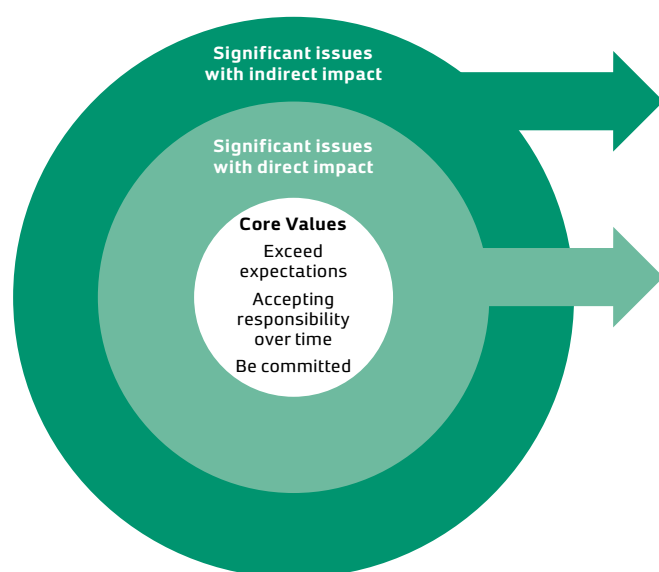 Significant issues
with indirect impact
Significant issues
with direct impact
Core Values
Exceed
expectations
Accepting
responsibility
over time
Be committed